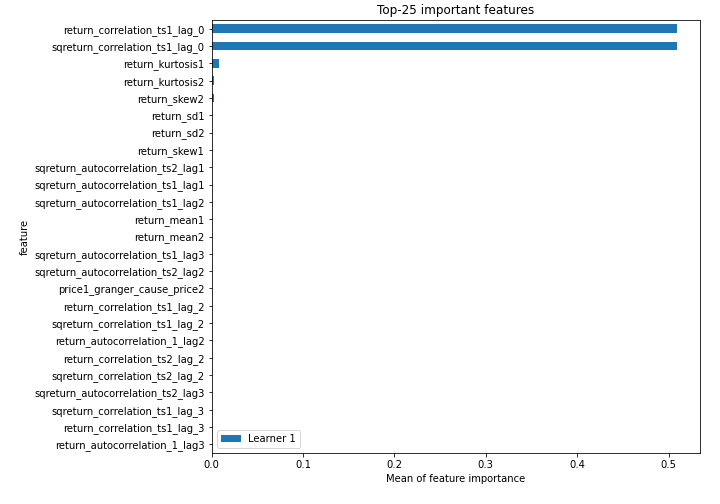 Top-25 important features
return_correlation_ts1_lag_0
sqreturn_correlation_ts1_lag_0
return_kurtosis1
return_kurtosis2
return_skew2
return_sd1
return_sd2
return_skew1
sqreturn_autocorrelation_ts2_lag1
sqreturn_autocorrelation_ts1_lag1
sqreturn_autocorrelation_ts1_lag2
return_mean1
return_mean2
sqreturn_autocorrelation_ts1_lag3
sqreturn_autocorrelation_ts2_lag2
price1_granger_cause_price2
return_correlation_ts1_lag_2
sqreturn_correlation_ts1_lag_2
return_autocorrelation_1_lag2
return_correlation_ts2_lag_2
sqreturn_correlation_ts2_lag_2
sqreturn_autocorrelation_ts2_lag3
sqreturn_correlation_ts1_lag_3
return_correlation_ts1_lag_3
return_autocorrelation_1_lag3
feature
Learner 1
0.0 0.1 0.2 0.3 0.4 0.5
Mean of feature importance